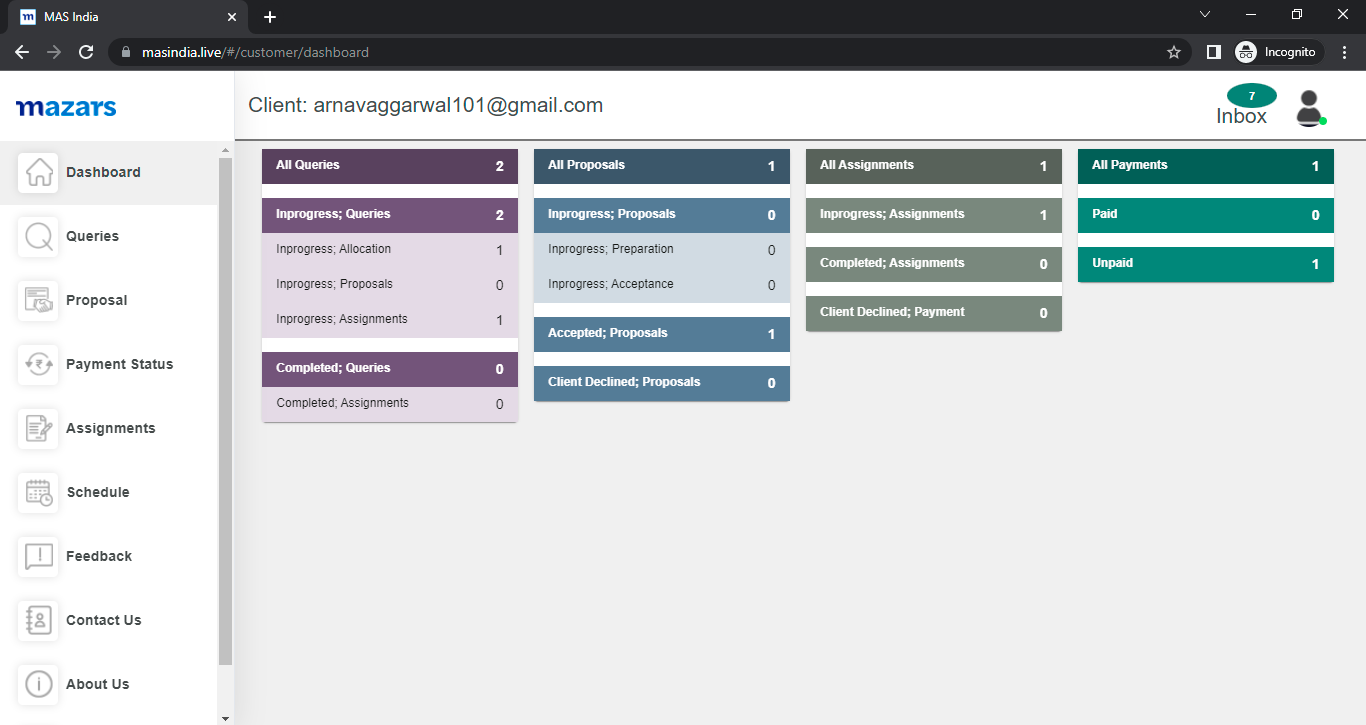 m MAS India
masindia.live/#/customer/dashboard
Incognito
mazars
Client: arnavaggarwal101@gmail.com
7
Inbox
Dashboard
Queries
Proposal
Payment Status
Assignments
Schedule
Feedback
Contact Us
About Us
All Queries 2
Inprogress; Queries 2
Inprogress; Allocation 1
Inprogress; Proposals 0
Inprogress; Assignments 1
Completed; Queries 0
Completed; Assignments 0
All Proposals 1
Inprogress; Proposals 0
Inprogress; Preparation 0
Inprogress; Acceptance 0
Accepted; Proposals 1
Client Declined; Proposals 0
All Assignments 1
Inprogress; Assignments 1
Completed; Assignments 0
Client Declined; Payment 0
All Payments 1
Paid 0
Unpaid 1